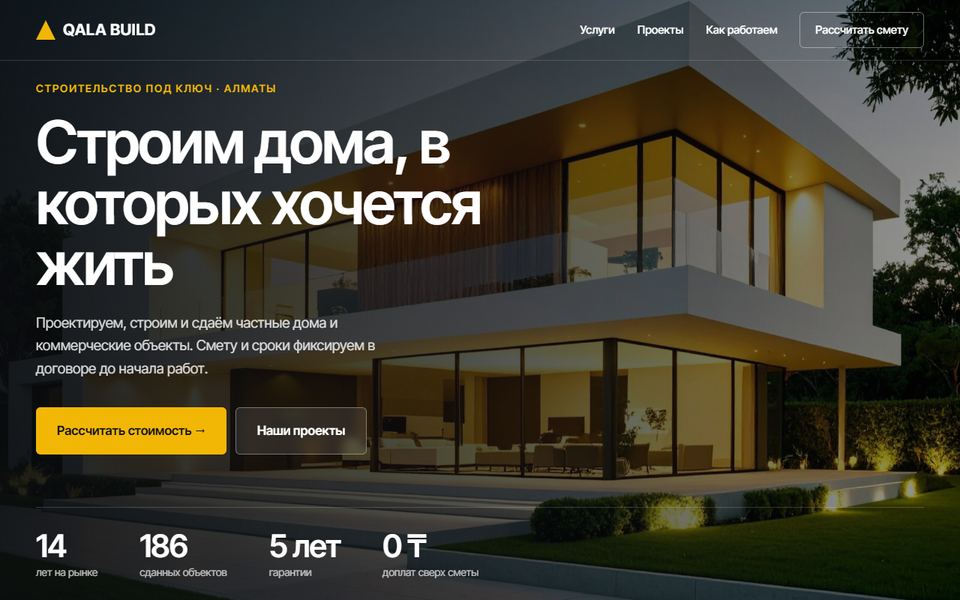 QALA BUILD
Услуги
Проекты
Как работаем
Рассчитать смету
СТРОИТЕЛЬСТВО ПОД КЛЮЧ · АЛМАТЫ
Строим дома, в
которых хочется
жить
Проектируем, строим и сдаём частные дома и
коммерческие объекты. Смету и сроки фиксируем в
договоре до начала работ.
Рассчитать стоимость →
Наши проекты
14
лет на рынке
186
сданных объектов
5 лет
гарантии
0 ₸
доплат сверх сметы